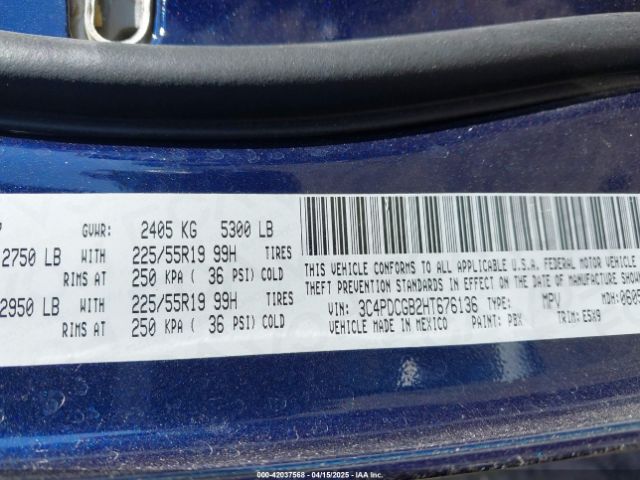 GVWR: 2405 KG 5300 LB
2750 LB WITH 225/55R19 99H TIRES
RIMS AT 250 KPA ( 36 PSI) COLD
2950 LB WITH 225/55R19 99H TIRES
RIMS AT 250 KPA ( 36 PSI) COLD
THIS VEHICLE CONFORMS TO ALL APPLICABLE U.S.A. FEDERAL MOTOR VEHICLE
THEFT PREVENTION STANDARDS IN EFFECT ON THE DATE OF MANUFACTURE
VIN: 3C4PDCGB2HT676136 TYPE: MPV MDH:
VEHICLE MADE IN MEXICO PAINT: PBX TRIM: E5X9
000-42037568 - 04/15/2025 - IAA